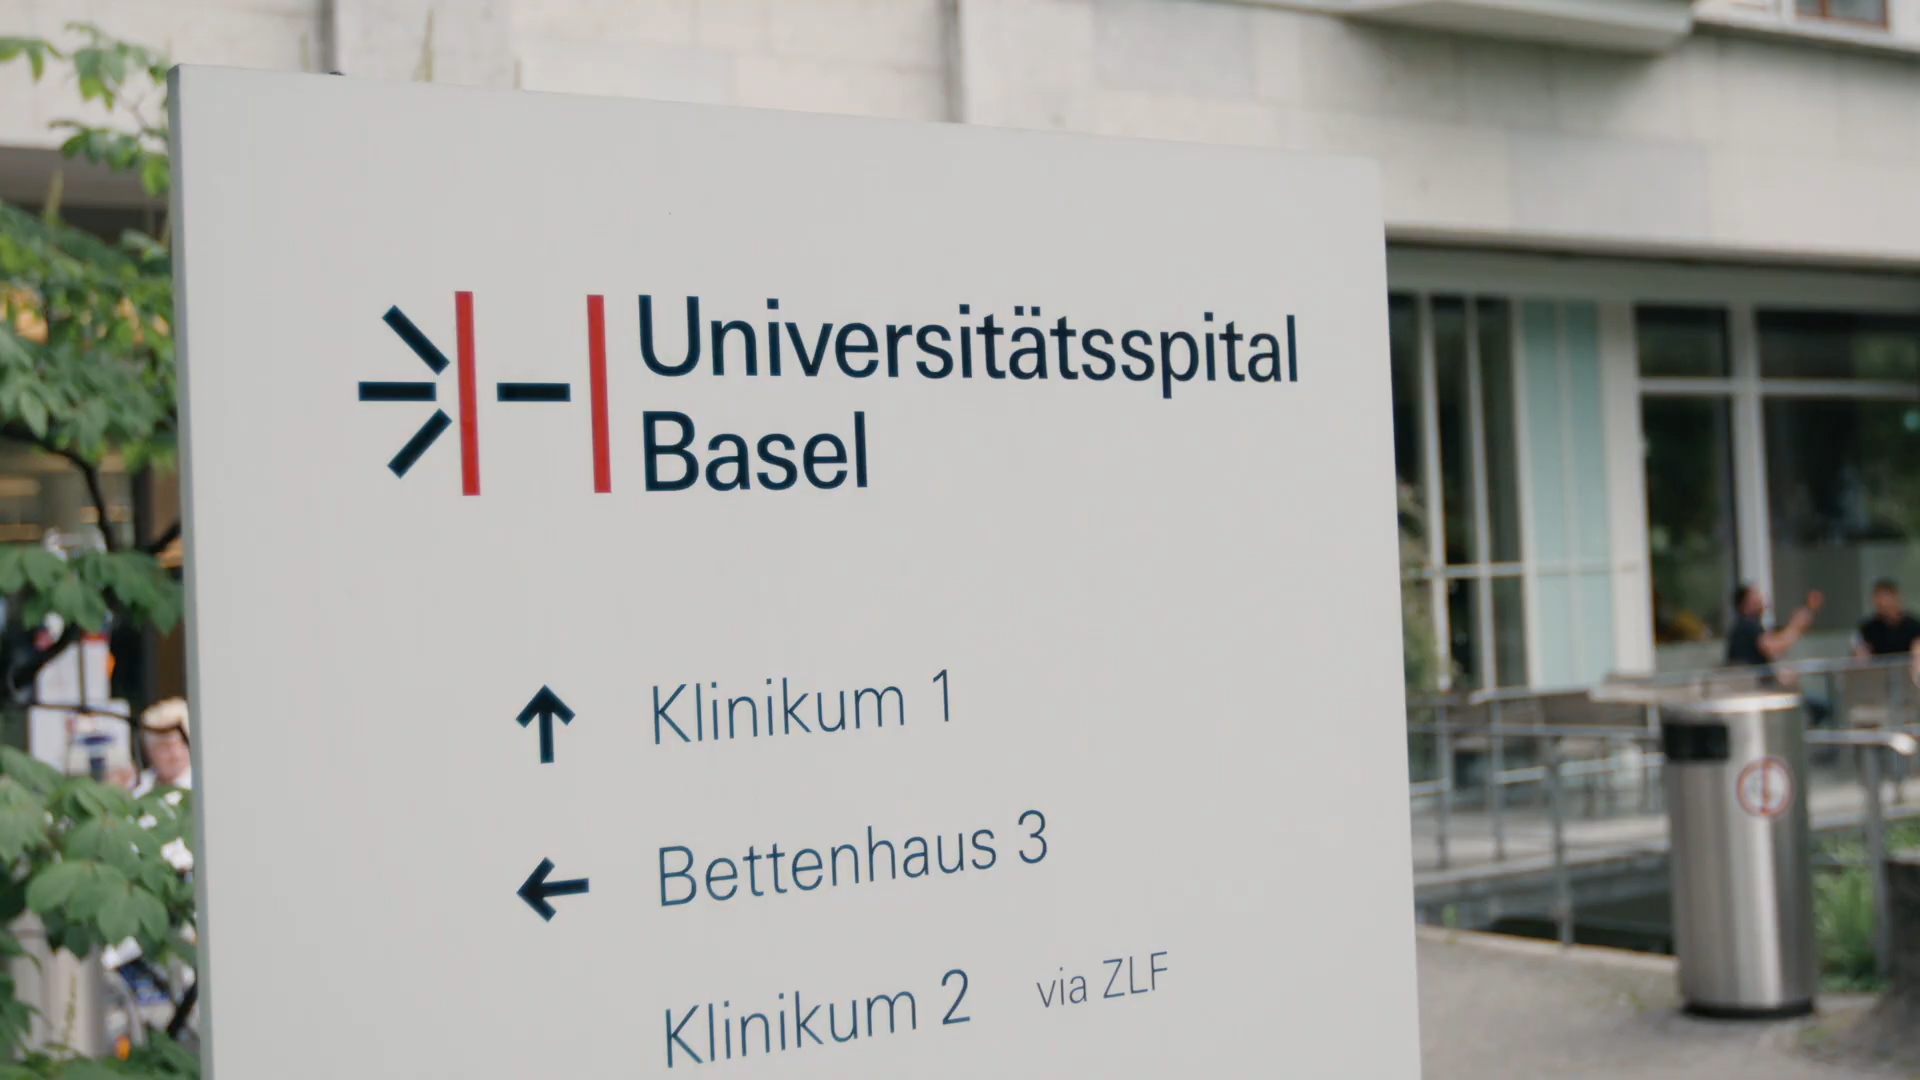 Universitätsspital
Basel
Klinikum 1
Bettenhaus 3
Klinikum 2 via ZLF